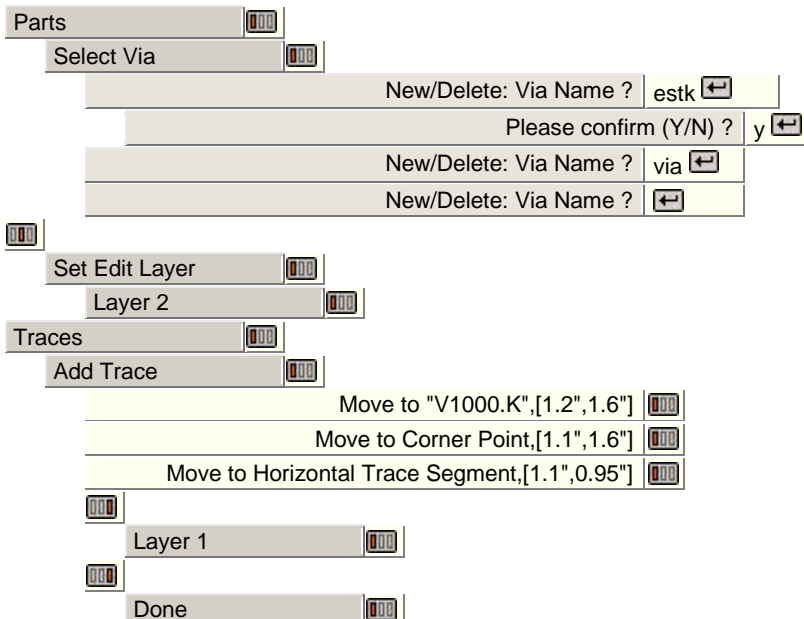 Parts
Select Via
New/Delete: Via Name ? estk
Please confirm (Y/N) ? y
New/Delete: Via Name ? via
New/Delete: Via Name ?
Set Edit Layer
Layer 2
Traces
Add Trace
Move to "V1000.K",[1.2",1.6"]
Move to Corner Point,[1.1",1.6"]
Move to Horizontal Trace Segment,[1.1",0.95"]
Layer 1
Done